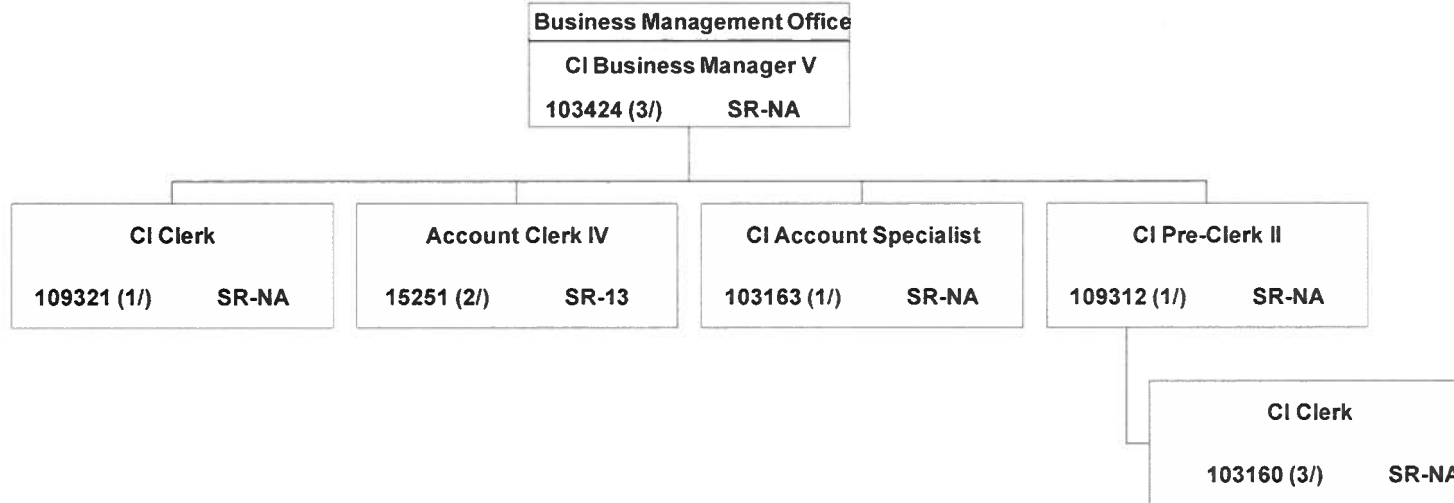 Business Management Office
CI Business Manager V
103424 (3/) SR-NA
CI Clerk
109321 (1/) SR-NA
Account Clerk IV
15251 (2/) SR-13
CI Account Specialist
103163 (1/) SR-NA
CI Pre-Clerk II
109312 (1/) SR-NA
CI Clerk
103160 (3/) SR-NA